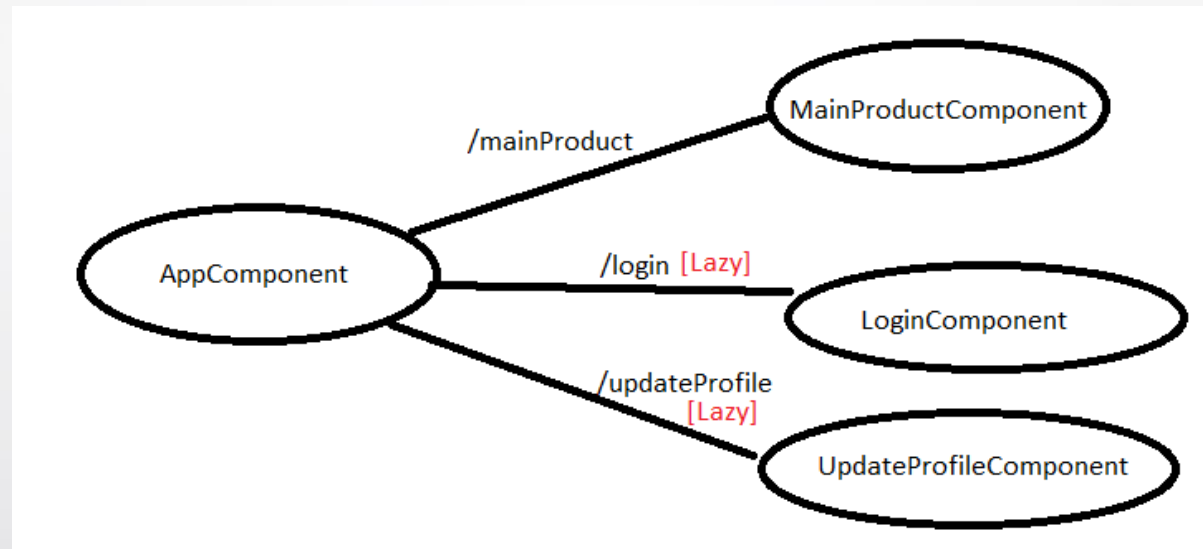 MainProductComponent
/mainProduct
/login [Lazy]
AppComponent
LoginComponent
/updateProfile
[Lazy]
UpdateProfileComponent